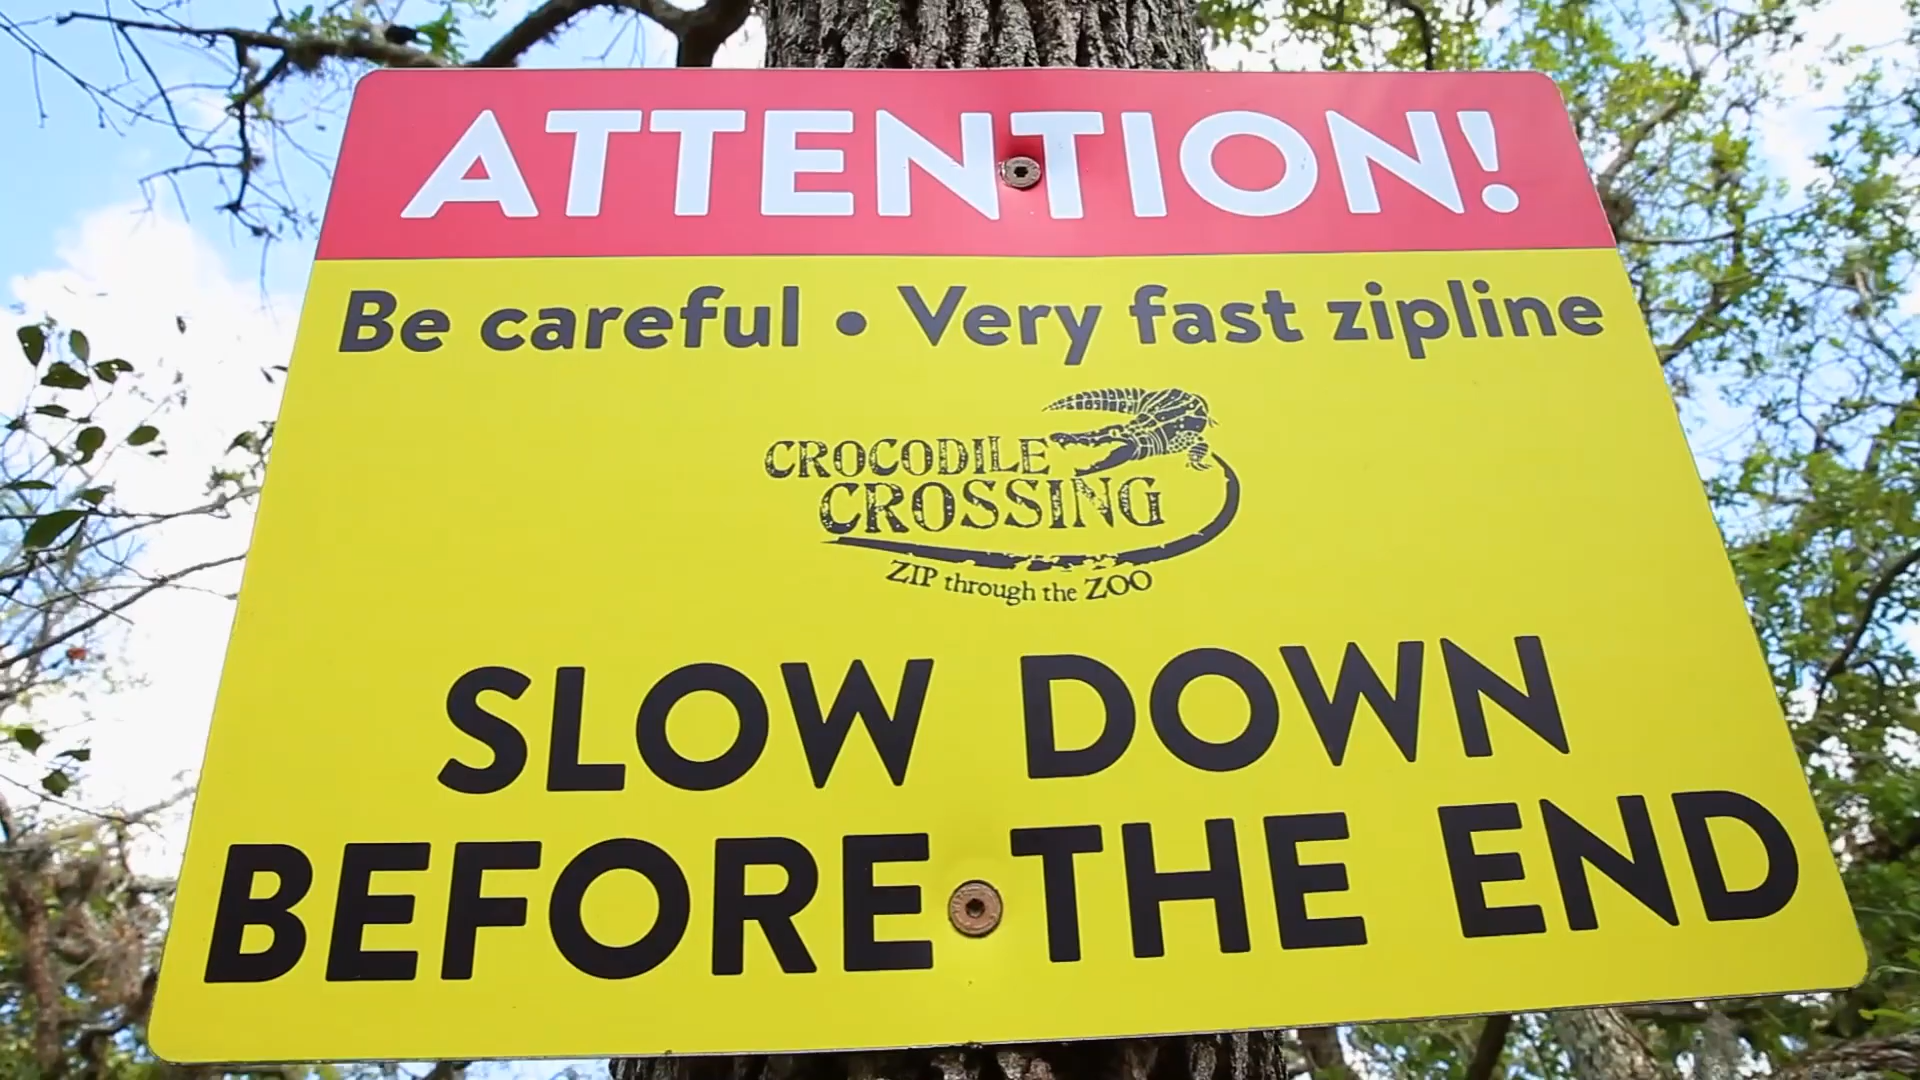 ATTENTION!
Be careful • Very fast zipline
CROCODILE
CROSSING
ZIP through the ZOO
SLOW DOWN
BEFORE THE END